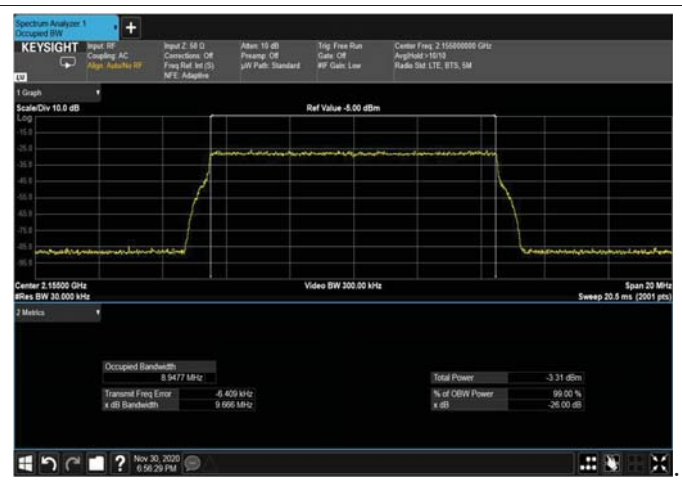 Spectrum Analyzer 1
Occupied BW
+
KEYSIGHT
Input: RF
Coupling: AC
Align: Auto/No RF
Input Z: 50 Ω
Corrections: Off
Freq Ref: Int (S)
NFE: Adaptive
Atten: 10 dB
Preamp: Off
µW Path: Standard
Trig: Free Run
Gate: Off
#IF Gain: Low
Center Freq: 2.155000000 GHz
Avg|Hold:>10/10
Radio Std: LTE, BTS, 5M
1 Graph
Scale/Div 10.0 dB
Ref Value -5.00 dBm
Log
-15.0
-25.0
-35.0
-45.0
-55.0
-65.0
-75.0
-85.0
-95.0
Center 2.15500 GHz
#Res BW 30.000 kHz
Video BW 300.00 kHz
Span 20 MHz
Sweep 20.5 ms (2001 pts)
2 Metrics
Occupied Bandwidth
8.9477 MHz
Transmit Freq Error -6.409 kHz
x dB Bandwidth 9.666 MHz
Total Power -3.31 dBm
% of OBW Power 99.00 %
x dB -26.00 dB
?
Nov 30, 2020
6:56:29 PM
.